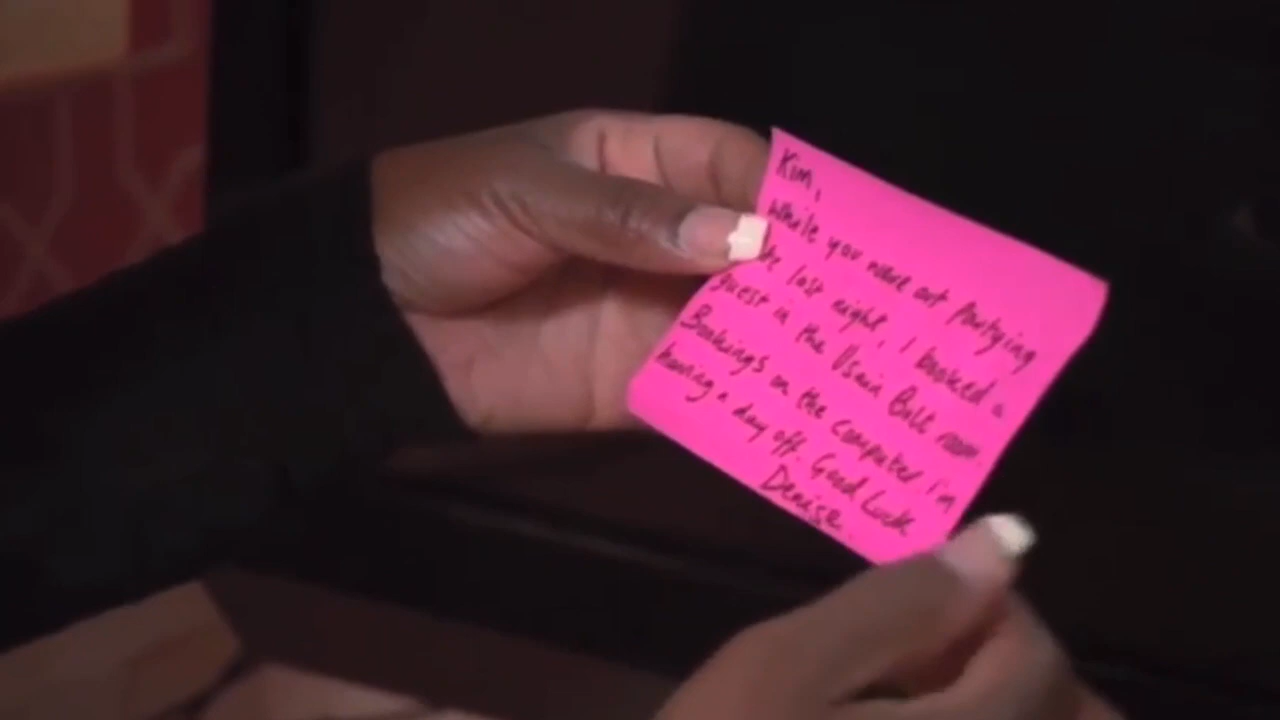 Kim,
while you were out partying
last night, I booked a
guest in the Usain Bolt room.
Bookings on the computer. I'm
having a day off. Good Luck
Denise.